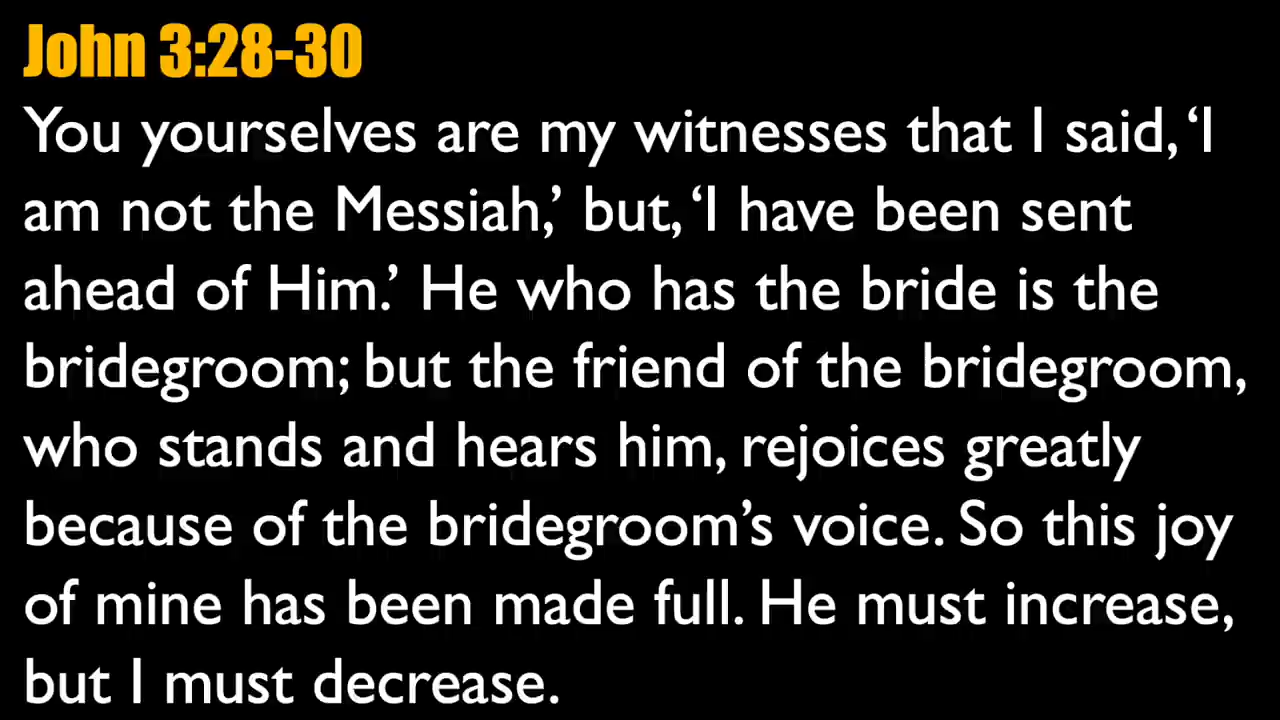 John 3:28-30
You yourselves are my witnesses that I said, ‘I
am not the Messiah,’ but, ‘I have been sent
ahead of Him.’ He who has the bride is the
bridegroom; but the friend of the bridegroom,
who stands and hears him, rejoices greatly
because of the bridegroom’s voice. So this joy
of mine has been made full. He must increase,
but I must decrease.